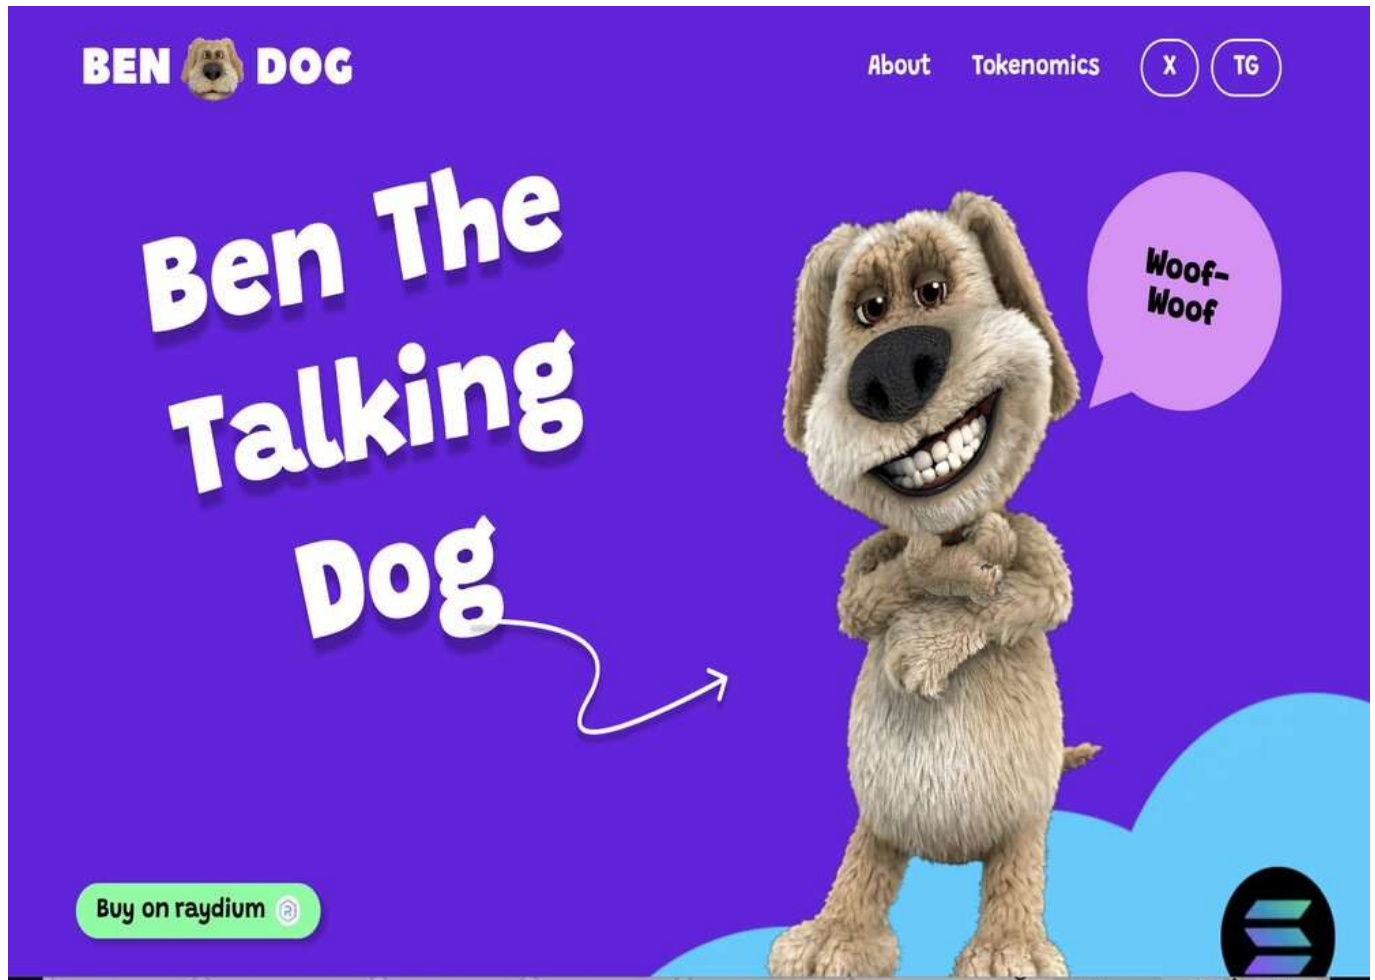 BEN DOG
About Tokenomics X TG
Ben The
Talking
Dog
Woof-
Woof
Buy on raydium